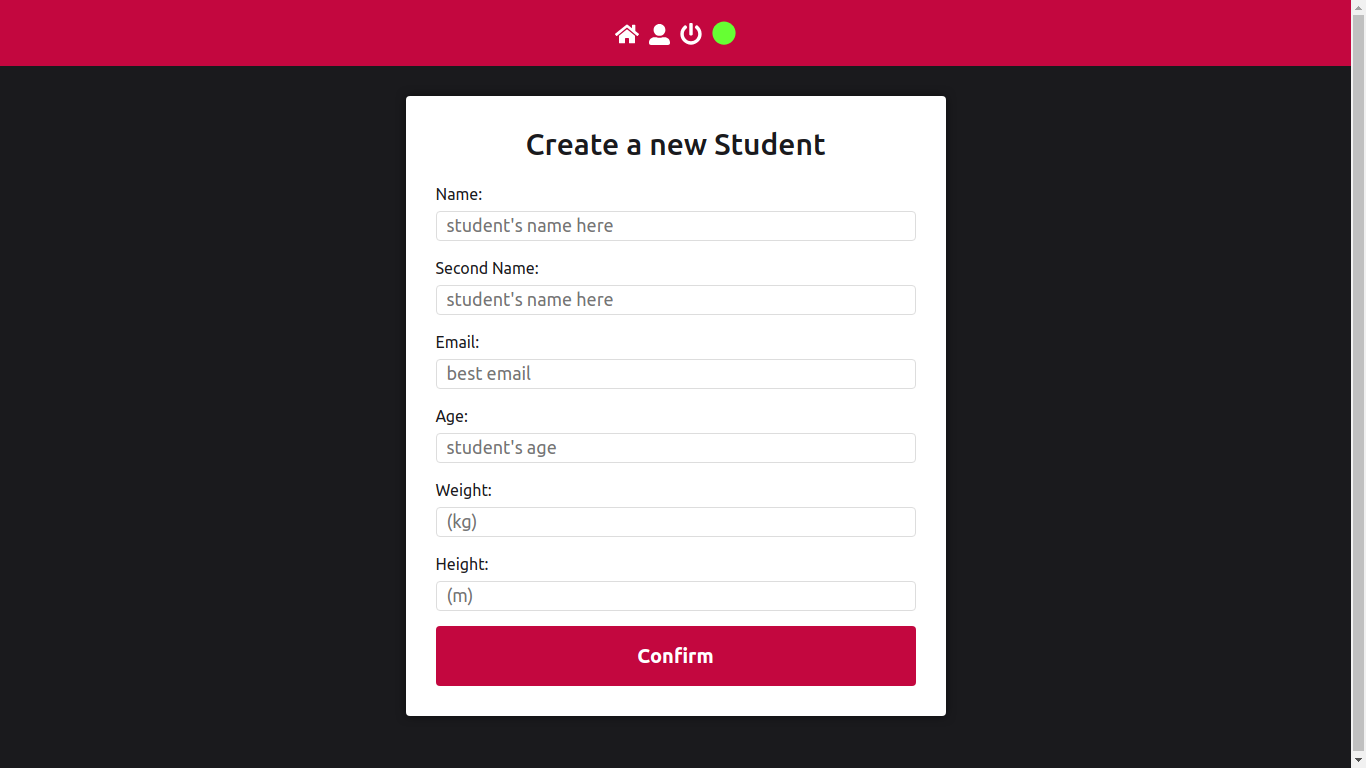 Create a new Student
Name:
student's name here
Second Name:
student's name here
Email:
best email
Age:
student's age
Weight:
(kg)
Height:
(m)
Confirm